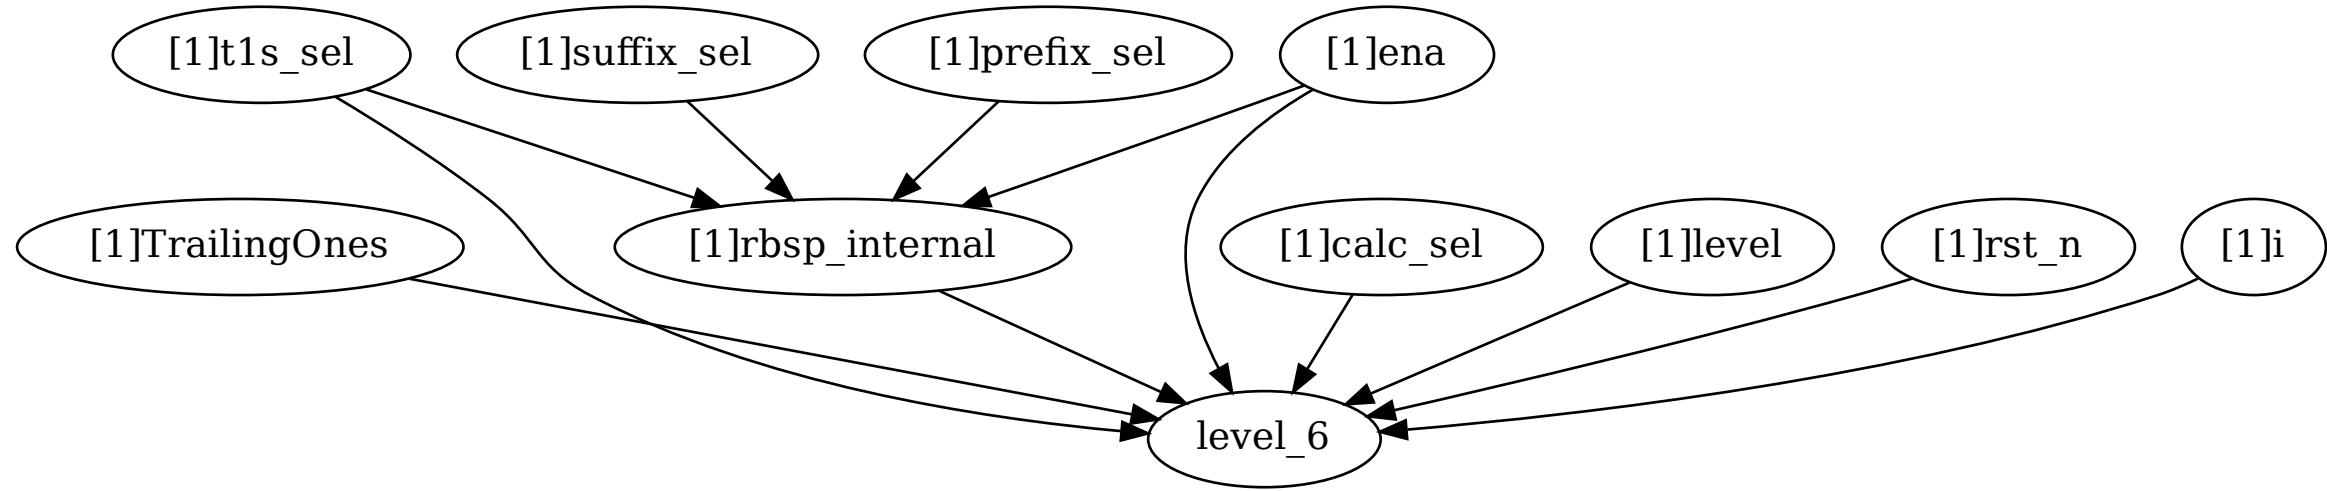 [1]t1s_sel
[1]suffix_sel
[1]prefix_sel
[1]ena
[1]TrailingOnes
[1]rbsp_internal
[1]calc_sel
[1]level
[1]rst_n
[1]i
level_6